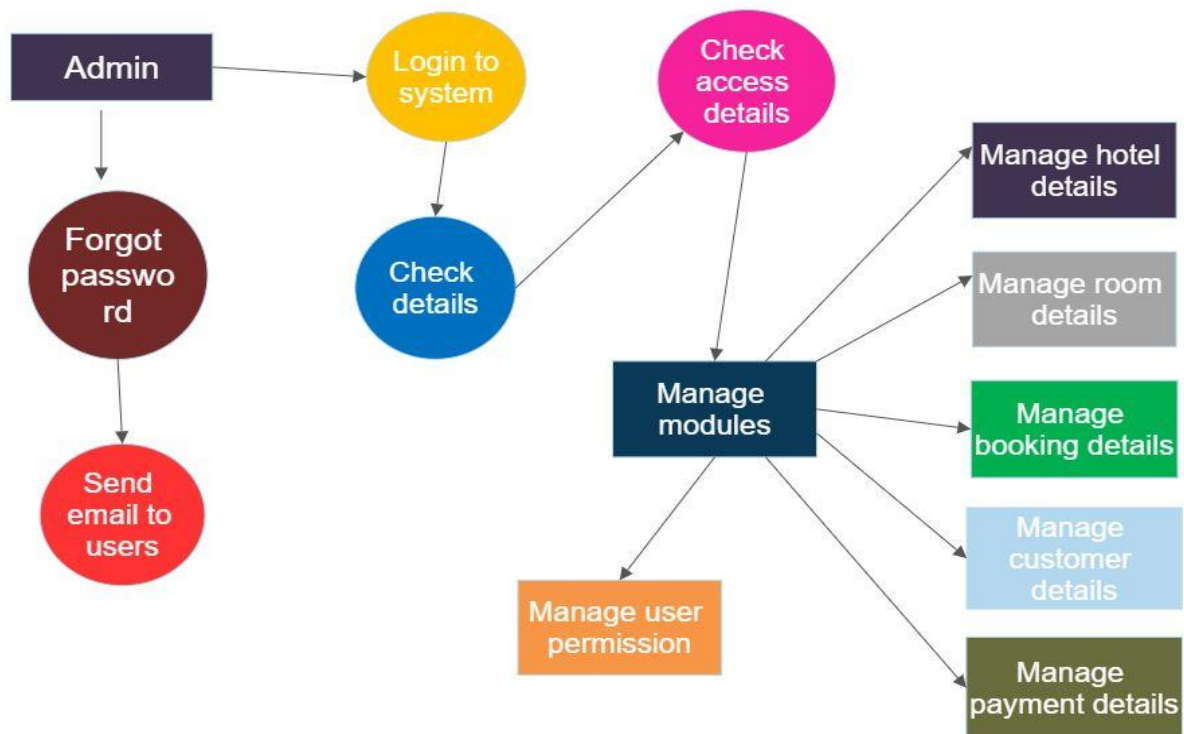 Admin
Login to
system
Check
access
details
Manage hotel
details
Forgot
passwo
rd
Check
details
Manage room
details
Manage
modules
Manage
booking details
Send
email to
users
Manage
customer
details
Manage user
permission
Manage
payment details